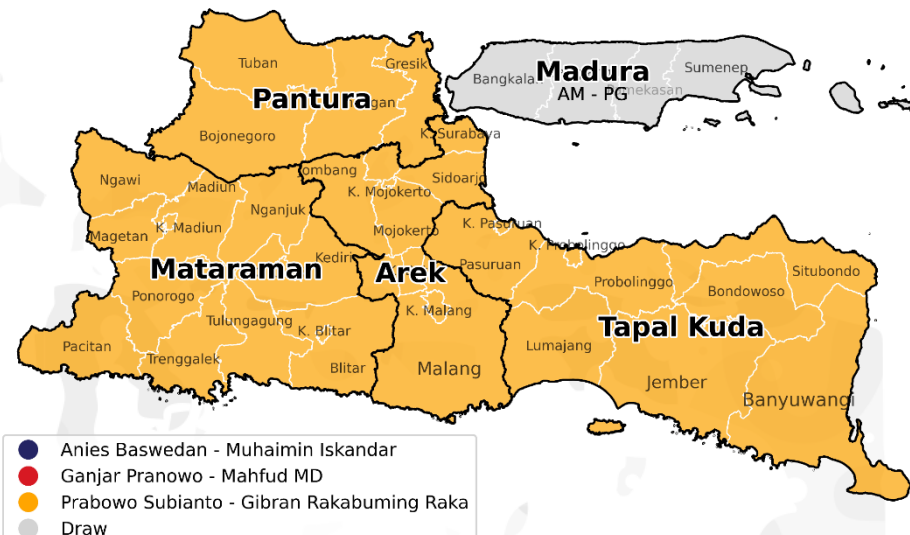 Tuban
Gresik
Pantura
Bojonegoro
K. Surabaya
Bangkala
Madura
Sumenep
AM - PG
Ngawi
Madiun
Nganjuk
Magetan
K. Madiun
Mataraman
Ponorogo
Kediri
Tulungagung
K. Blitar
Pacitan
Trenggalek
Blitar
ombang
K. Mojokerto
Sidoarjo
Mojokerto
Arek
K. Malang
Malang
K. Pasuruan
K. Probolinggo
Pasuruan
Probolinggo
Situbondo
Bondowoso
Tapal Kuda
Lumajang
Jember
Banyuwangi
Anies Baswedan - Muhaimin Iskandar
Ganjar Pranowo - Mahfud MD
Prabowo Subianto - Gibran Rakabuming Raka
Draw